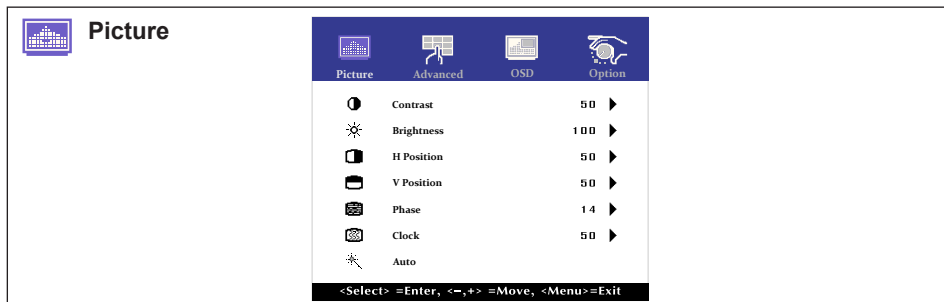 Picture
Picture Advanced OSD Option
Contrast 50
Brightness 100
H Position 50
V Position 50
Phase 14
Clock 50
Auto
<Select> =Enter, <−,+> =Move, <Menu>=Exit